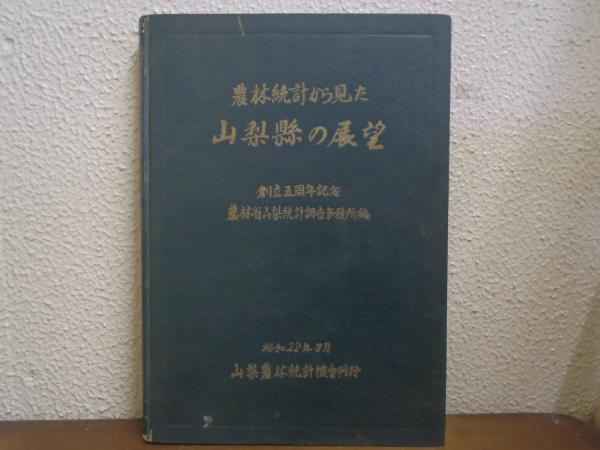 農林統計から見た
山梨縣の展望
創立五周年記念
農林省山梨統計調査事務所編
昭和28年3月
山梨農林統計協會刊行